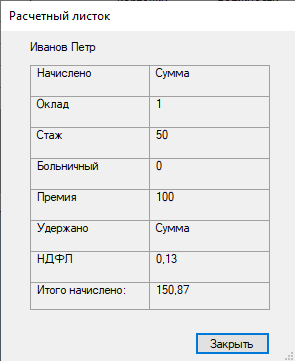 Расчетный листок
Иванов Петр
Начислено Сумма
Оклад 1
Стаж 50
Больничный 0
Премия 100
Удержано Сумма
НДФЛ 0,13
Итого начислено: 150,87
Закрыть